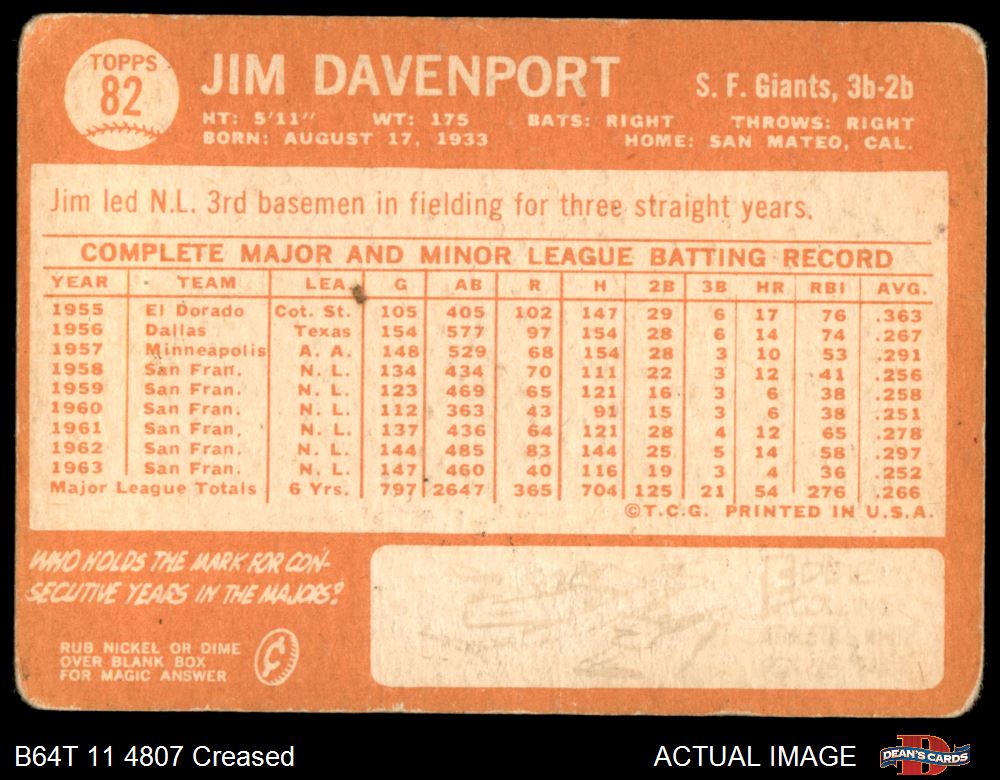 TOPPS
82
JIM DAVENPORT
S. F. Giants, 3b-2b
HT: 5'11" WT: 175 BATS: RIGHT THROWS: RIGHT
BORN: AUGUST 17, 1933 HOME: SAN MATEO, CAL.
Jim led N.L. 3rd basemen in fielding for three straight years.
COMPLETE MAJOR AND MINOR LEAGUE BATTING RECORD
YEAR TEAM LEA. G AB R H 2B 3B HR RBI AVG.
1955 El Dorado Cot. St. 105 405 102 147 29 6 17 76 .363
1956 Dallas Texas 154 577 97 154 28 6 14 74 .267
1957 Minneapolis A. A. 148 529 68 154 28 3 10 53 .291
1958 San Fran. N. L. 134 434 70 111 22 3 12 41 .256
1959 San Fran. N. L. 123 469 65 121 16 3 6 38 .258
1960 San Fran. N. L. 112 363 43 91 15 3 6 38 .251
1961 San Fran. N. L. 137 436 64 121 28 4 12 65 .278
1962 San Fran. N. L. 144 485 83 144 25 5 14 58 .297
1963 San Fran. N. L. 147 460 40 116 19 3 4 36 .252
Major League Totals 6 Yrs. 797 2647 365 704 125 21 54 276 .266
©T.C.G. PRINTED IN U.S.A.
WHO HOLDS THE MARK FOR CON-
SECUTIVE YEARS IN THE MAJORS?
RUB NICKEL OR DIME
OVER BLANK BOX
FOR MAGIC ANSWER
¢
B64T 11 4807 Creased
ACTUAL IMAGE
DEAN'S CARDS